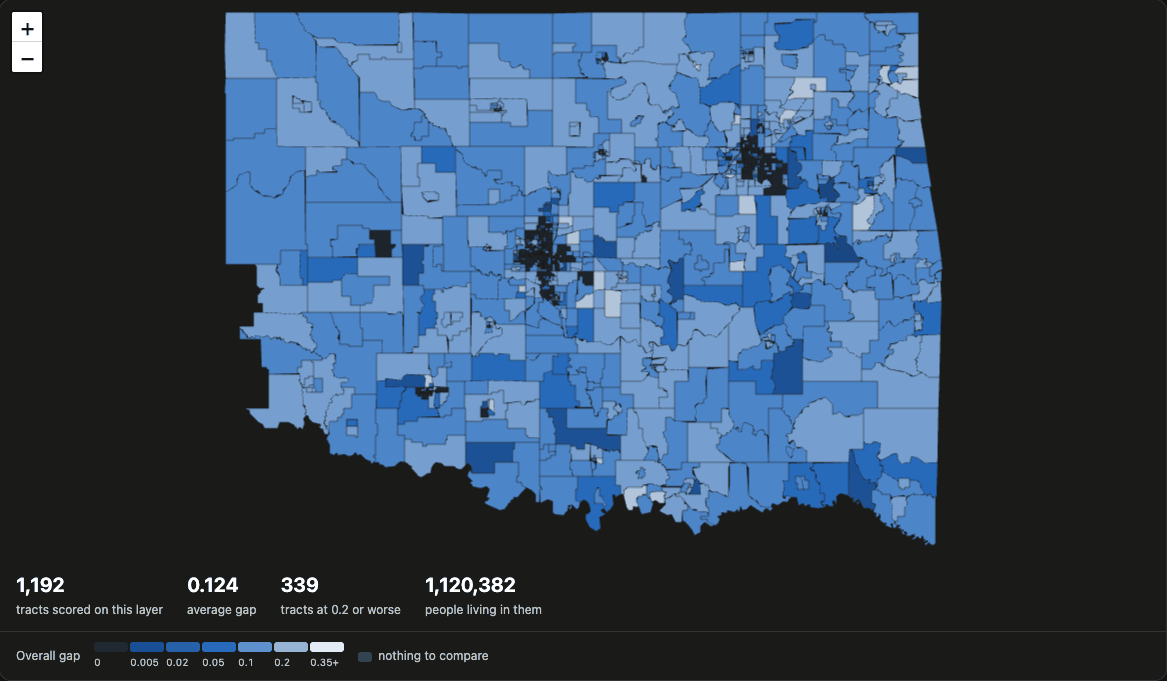 +
−
1,192 0.124 339 1,120,382
tracts scored on this layer average gap tracts at 0.2 or worse people living in them
Overall gap 0 0.005 0.02 0.05 0.1 0.2 0.35+ nothing to compare